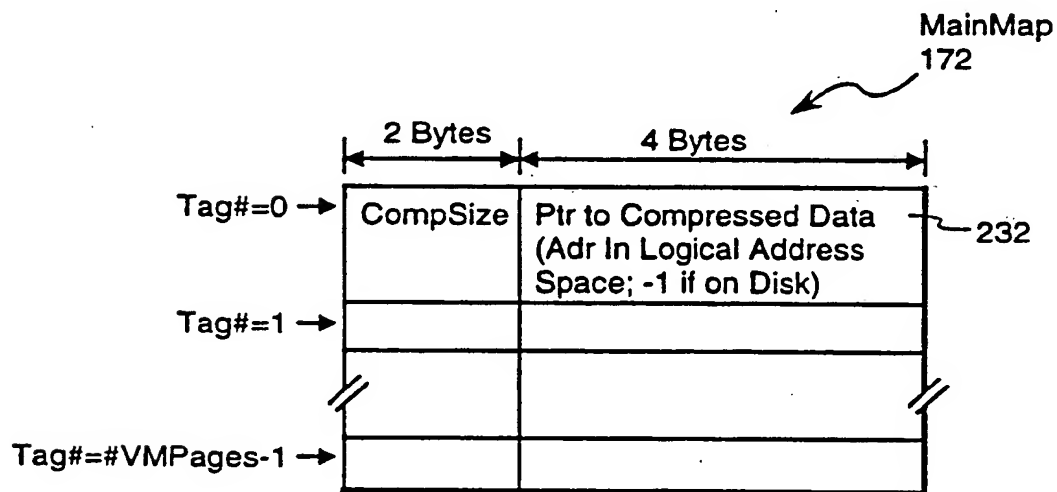 MainMap
172
2 Bytes
4 Bytes
Tag#=0
CompSize
Ptr to Compressed Data
(Adr In Logical Address
Space; -1 if on Disk)
232
Tag#=1
Tag#=#VMPages-1